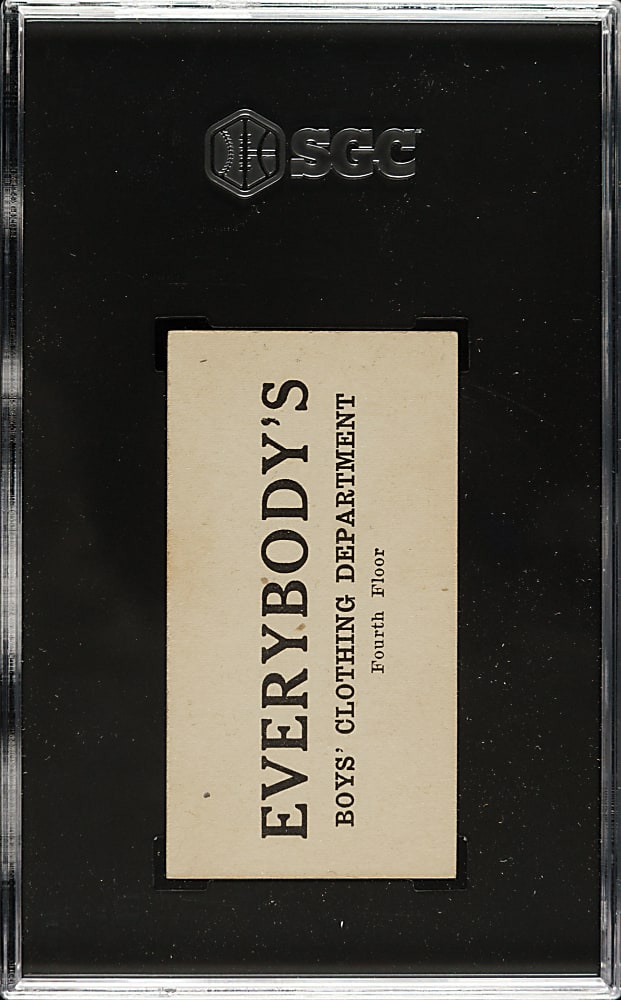 SGC
EVERYBODY'S
BOYS' CLOTHING DEPARTMENT
Fourth Floor